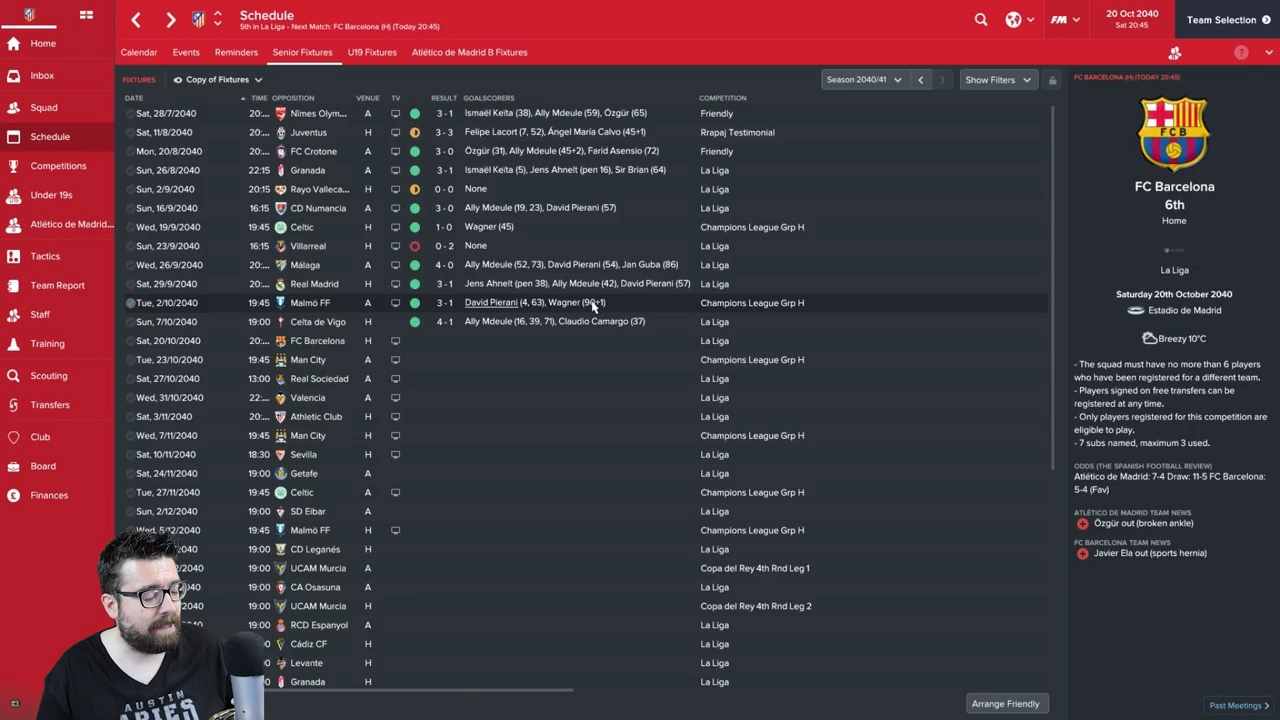 Schedule
5th in La Liga - Next Match: FC Barcelona (H) (Today 20:45)
FM
20 Oct 2040
Sat 20:45
Team Selection
Home
Inbox
Squad
Schedule
Competitions
Under 19s
Atlético de Madrid...
Tactics
Team Report
Staff
Training
Scouting
Transfers
Club
Board
Finances
Calendar
Events
Reminders
Senior Fixtures
U19 Fixtures
Atlético de Madrid B Fixtures
FIXTURES
Copy of Fixtures
Season 2040/41
Show Filters
DATE TIME OPPOSITION VENUE TV RESULT GOALSCORERS COMPETITION
Sat, 28/7/2040 20:... Nîmes Olym... A 3 - 1 Ismaël Keïta (38), Ally Mdeule (59), Özgür (65) Friendly
Sat, 11/8/2040 20:... Juventus H 3 - 3 Felipe Lacort (7, 52), Ángel María Calvo (45+1) Rrapaj Testimonial
Mon, 20/8/2040 20:... FC Crotone A 3 - 0 Özgür (31), Ally Mdeule (45+2), Farid Asensio (72) Friendly
Sun, 26/8/2040 22:15 Granada A 3 - 1 Ismaël Keïta (5), Jens Ahnelt (pen 16), Sir Brian (64) La Liga
Sun, 2/9/2040 20:15 Rayo Valleca... H 0 - 0 None La Liga
Sun, 16/9/2040 16:15 CD Numancia A 3 - 0 Ally Mdeule (19, 23), David Pierani (57) La Liga
Wed, 19/9/2040 19:45 Celtic H 1 - 0 Wagner (45) Champions League Grp H
Sun, 23/9/2040 16:15 Villarreal H 0 - 2 None La Liga
Wed, 26/9/2040 20:... Málaga A 4 - 0 Ally Mdeule (52, 73), David Pierani (54), Jan Guba (86) La Liga
Sat, 29/9/2040 20:... Real Madrid H 3 - 1 Jens Ahnelt (pen 38), Ally Mdeule (42), David Pierani (57) La Liga
Tue, 2/10/2040 19:45 Malmö FF A 3 - 1 David Pierani (4, 63), Wagner (90+1) Champions League Grp H
Sun, 7/10/2040 19:00 Celta de Vigo H 4 - 1 Ally Mdeule (16, 39, 71), Claudio Camargo (37) La Liga
Sat, 20/10/2040 20:... FC Barcelona H La Liga
Tue, 23/10/2040 19:45 Man City A Champions League Grp H
Sat, 27/10/2040 13:00 Real Sociedad A La Liga
Wed, 31/10/2040 22:... Valencia A La Liga
Sat, 3/11/2040 20:... Athletic Club H La Liga
Wed, 7/11/2040 19:45 Man City H Champions League Grp H
Sat, 10/11/2040 18:30 Sevilla H La Liga
Sat, 24/11/2040 19:00 Getafe A La Liga
Tue, 27/11/2040 19:45 Celtic A Champions League Grp H
Sun, 2/12/2040 19:00 SD Eibar A La Liga
Wed, 5/12/2040 19:45 Malmö FF H Champions League Grp H
2040 19:00 CD Leganés H La Liga
2040 19:00 UCAM Murcia A Copa del Rey 4th Rnd Leg 1
/2040 19:00 CA Osasuna A La Liga
/2040 19:00 UCAM Murcia H Copa del Rey 4th Rnd Leg 2
19:00 RCD Espanyol A La Liga
Cádiz CF H La Liga
Levante H La Liga
Granada H La Liga
Arrange Friendly
FC BARCELONA (H) (TODAY 20:45)
FCB
FC Barcelona
6th
Home
La Liga
Saturday 20th October 2040
Estadio de Madrid
Breezy 10°C
- The squad must have no more than 6 players
who have been registered for a different team.
- Players signed on free transfers can be
registered at any time.
- Only players registered for this competition are
eligible to play.
- 7 subs named, maximum 3 used.
ODDS (THE SPANISH FOOTBALL REVIEW)
Atlético de Madrid: 7-4 Draw: 11-5 FC Barcelona:
5-4 (Fav)
ATLÉTICO DE MADRID TEAM NEWS
Özgür out (broken ankle)
FC BARCELONA TEAM NEWS
Javier Ela out (sports hernia)
Past Meetings
AUSTIN
ARIES